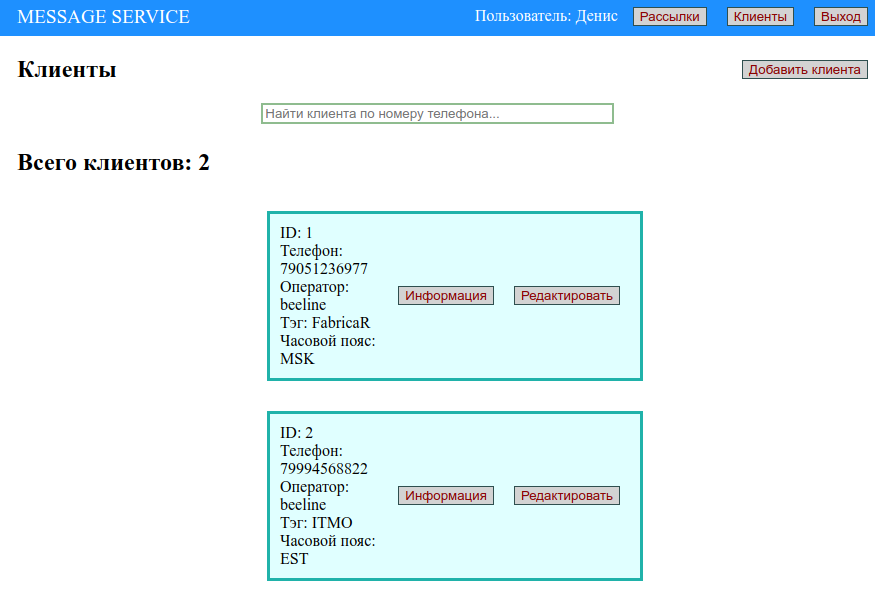 MESSAGE SERVICE Пользователь: Денис Рассылки Клиенты Выход
Клиенты Добавить клиента
Найти клиента по номеру телефона...
Всего клиентов: 2
ID: 1
Телефон:
79051236977
Оператор:
beeline
Тэг: FabricaR
Часовой пояс:
MSK
Информация Редактировать
ID: 2
Телефон:
79994568822
Оператор:
beeline
Тэг: ITMO
Часовой пояс:
EST
Информация Редактировать